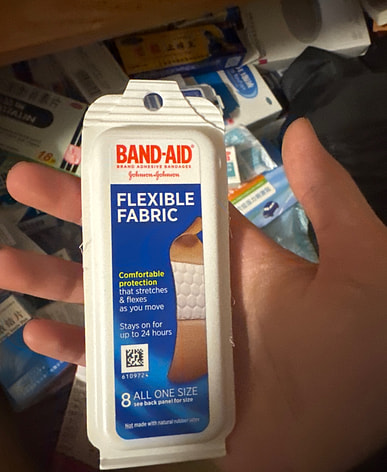 BAND-AID®
BRAND ADHESIVE BANDAGES
Johnson & Johnson
FLEXIBLE
FABRIC
Comfortable
protection
that stretches
& flexes
as you move
Stays on for
up to 24 hours
6109724
8 ALL ONE SIZE
see back panel for size
Not made with natural rubber latex
18